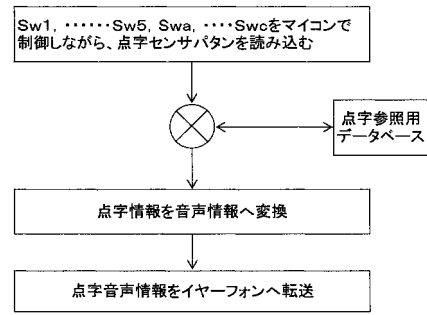 Sw1, ・・・・・・Sw5, Swa, ・・・・Swcをマイコンで
制御しながら、点字センサパタンを読み込む
点字参照用
データベース
点字情報を音声情報へ変換
点字音声情報をイヤーフォンへ転送